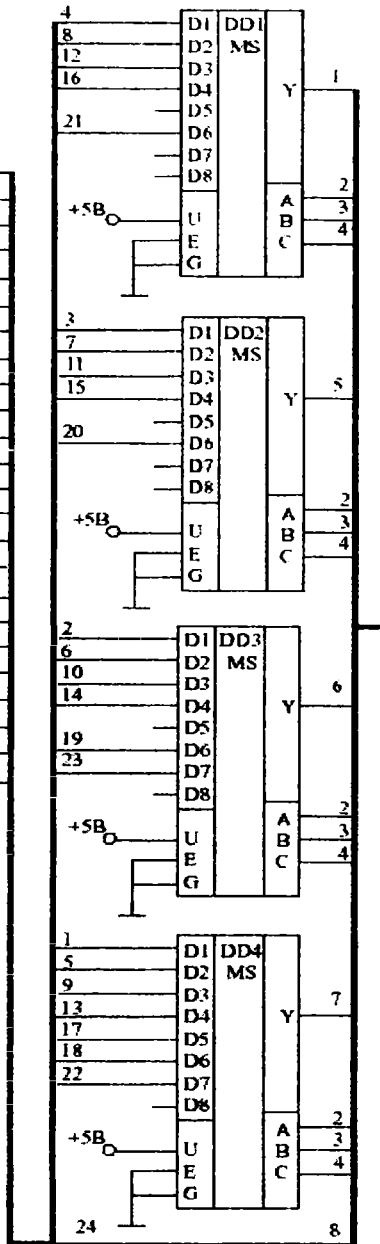 4 D1 DD1
8 D2 MS
12 D3
16 D4 Y 1
D5
21 D6
D7
D8
A 2
+5В U B 3
E C 4
G
3 D1 DD2
7 D2 MS
11 D3
15 D4 Y 5
D5
20 D6
D7
D8
A 2
+5В U B 3
E C 4
G
2 D1 DD3
6 D2 MS
10 D3
14 D4 Y 6
D5
19 D6
23 D7
D8
A 2
+5В U B 3
E C 4
G
1 D1 DD4
5 D2 MS
9 D3
13 D4 Y 7
17 D5
18 D6
22 D7
D8
A 2
+5В U B 3
E C 4
G
24 8